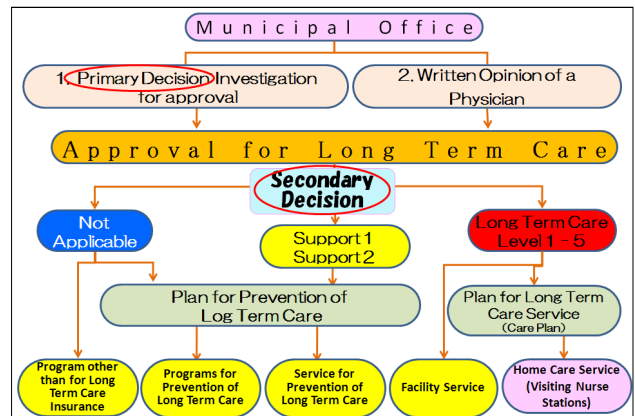 Municipal Office
1. Primary Decision Investigation
for approval
2. Written Opinion of a
Physician
Approval for Long Term Care
Secondary
Decision
Not
Applicable
Support 1
Support 2
Long Term Care
Level 1 - 5
Plan for Prevention of
Log Term Care
Plan for Long Term
Care Service
(Care Plan)
Program other
than for Long Term
Care
Insurance
Programs for
Prevention of
Long Term Care
Service for
Prevention of
Long Term Care
Facility Service
Home Care Service
(Visiting Nurse
Stations)